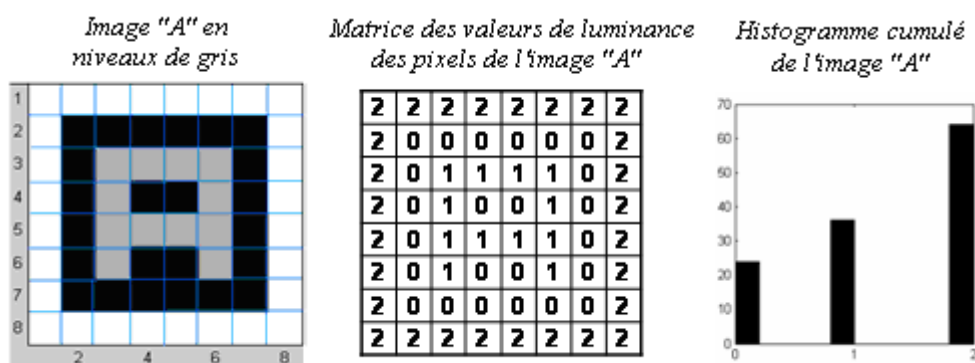 Image "A" en
niveaux de gris
Matrice des valeurs de luminance
des pixels de l'image "A"
Histogramme cumulé
de l'image "A"
1
2
3
4
5
6
7
8
2 4 6 8
2 2 2 2 2 2 2 2
2 0 0 0 0 0 0 2
2 0 1 1 1 1 0 2
2 0 1 0 0 1 0 2
2 0 1 1 1 1 0 2
2 0 1 0 0 1 0 2
2 0 0 0 0 0 0 2
2 2 2 2 2 2 2 2
70
60
50
40
30
20
10
0
0 1 2